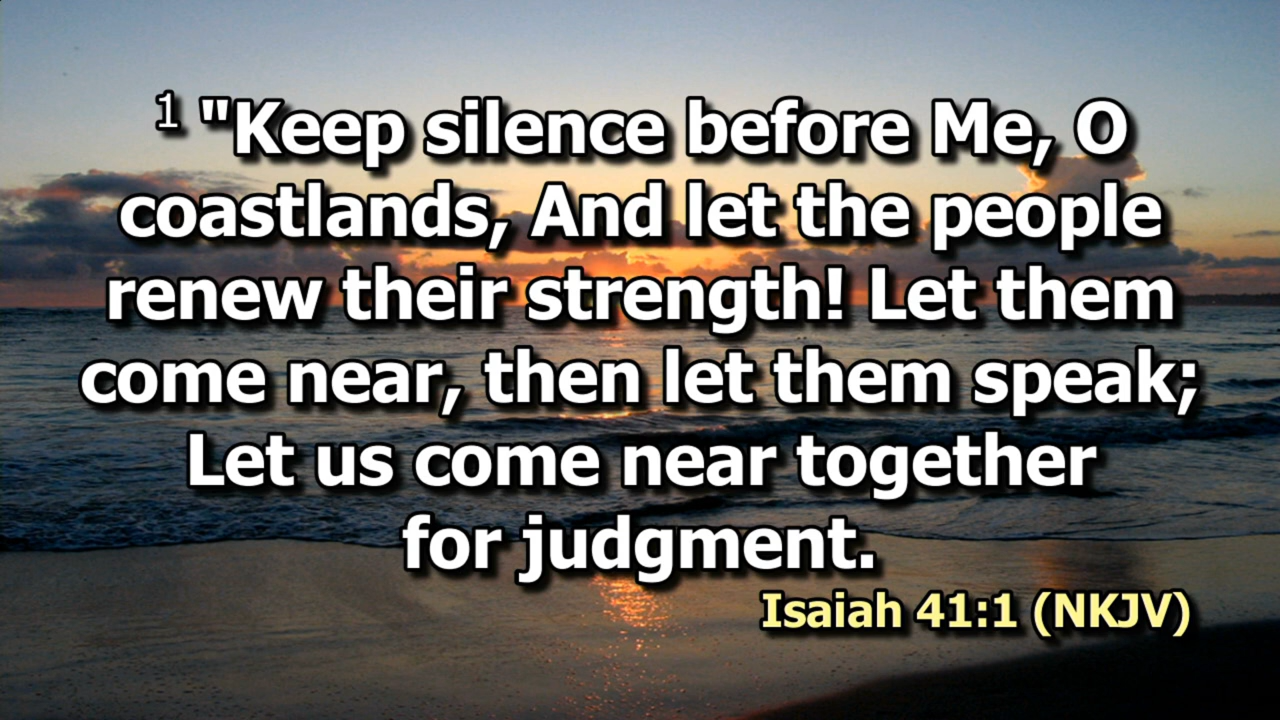 1 "Keep silence before Me, O
coastlands, And let the people
renew their strength! Let them
come near, then let them speak;
Let us come near together
for judgment.
Isaiah 41:1 (NKJV)